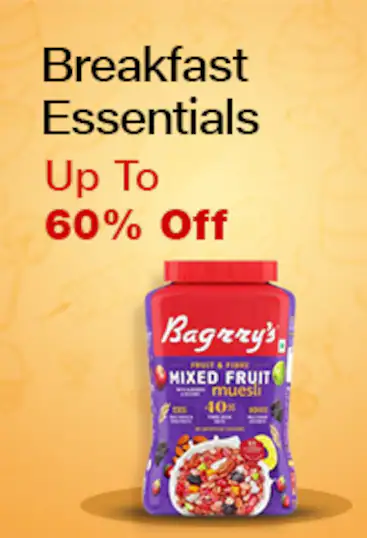 Breakfast
Essentials
Up To
60% Off
Bagrry's
FRUIT & FIBRE
MIXED FRUIT
muesli
40%